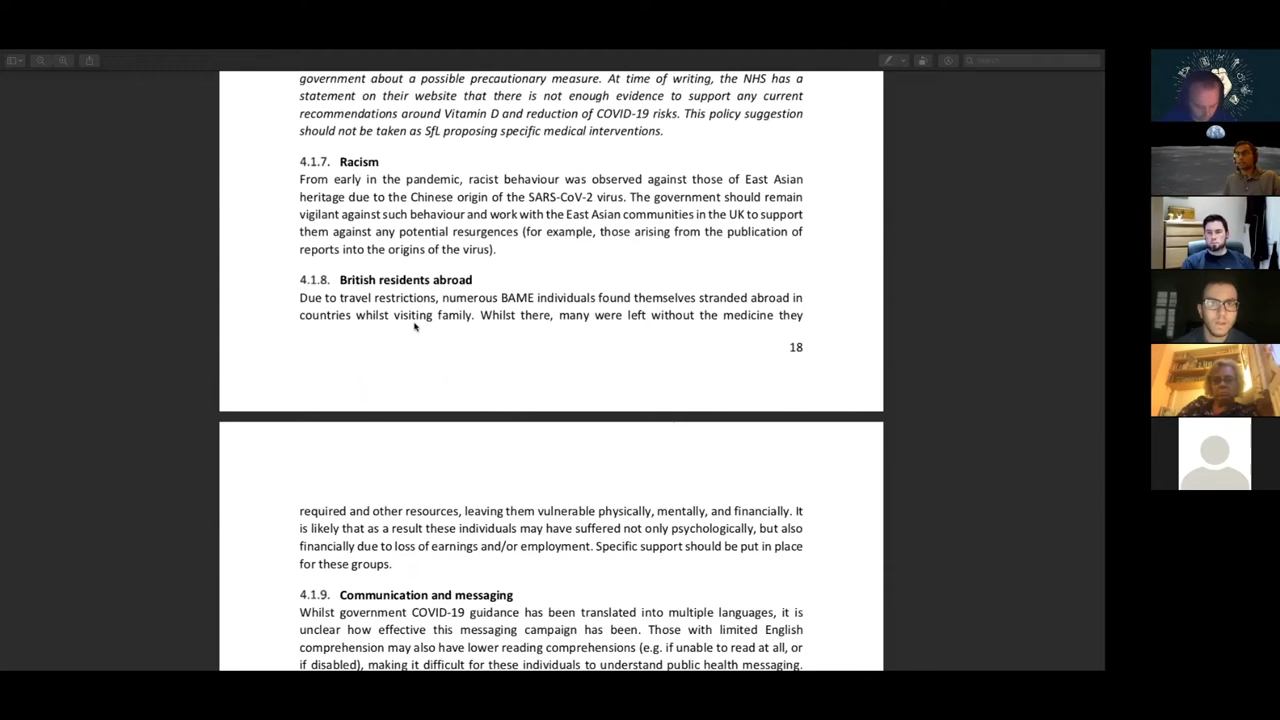 Search
government about a possible precautionary measure. At time of writing, the NHS has a
statement on their website that there is not enough evidence to support any current
recommendations around Vitamin D and reduction of COVID-19 risks. This policy suggestion
should not be taken as SfL proposing specific medical interventions.
4.1.7. Racism
From early in the pandemic, racist behaviour was observed against those of East Asian
heritage due to the Chinese origin of the SARS-CoV-2 virus. The government should remain
vigilant against such behaviour and work with the East Asian communities in the UK to support
them against any potential resurgences (for example, those arising from the publication of
reports into the origins of the virus).
4.1.8. British residents abroad
Due to travel restrictions, numerous BAME individuals found themselves stranded abroad in
countries whilst visiting family. Whilst there, many were left without the medicine they
18
required and other resources, leaving them vulnerable physically, mentally, and financially. It
is likely that as a result these individuals may have suffered not only psychologically, but also
financially due to loss of earnings and/or employment. Specific support should be put in place
for these groups.
4.1.9. Communication and messaging
Whilst government COVID-19 guidance has been translated into multiple languages, it is
unclear how effective this messaging campaign has been. Those with limited English
comprehension may also have lower reading comprehensions (e.g. if unable to read at all, or
if disabled), making it difficult for these individuals to understand public health messaging.